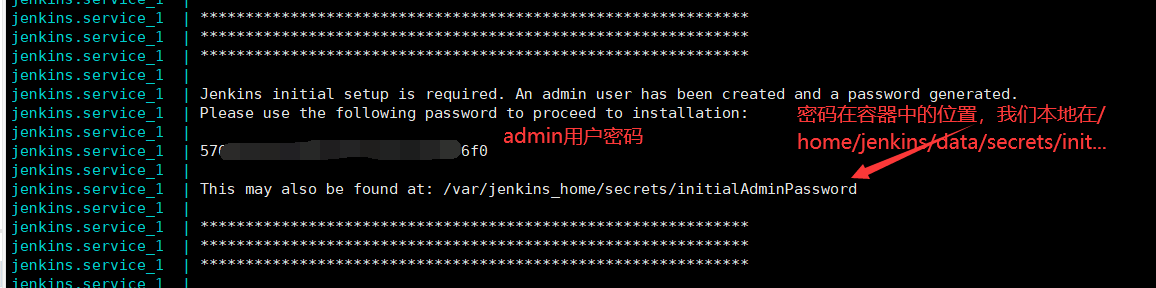 jenkins.service_1 |
jenkins.service_1 | *************************************************************
jenkins.service_1 | *************************************************************
jenkins.service_1 | *************************************************************
jenkins.service_1 |
jenkins.service_1 | Jenkins initial setup is required. An admin user has been created and a password generated.
jenkins.service_1 | Please use the following password to proceed to installation:
密码在容器中的位置，我们本地在/
home/jenkins/data/secrets/init...
jenkins.service_1 |
admin用户密码
jenkins.service_1 | 576 6f0
jenkins.service_1 |
jenkins.service_1 | This may also be found at: /var/jenkins_home/secrets/initialAdminPassword
jenkins.service_1 |
jenkins.service_1 | *************************************************************
jenkins.service_1 | *************************************************************
jenkins.service_1 | *************************************************************
jenkins.service_1 |